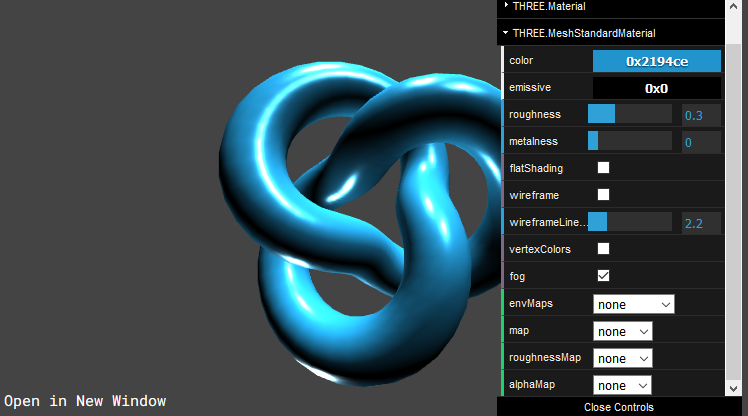 THREE.Material
THREE.MeshStandardMaterial
color 0x2194ce
emissive 0x0
roughness 0.3
metalness 0
flatShading
wireframe
wireframeLine... 2.2
vertexColors
fog
envMaps none
map none
roughnessMap none
alphaMap none
Open in New Window
Close Controls